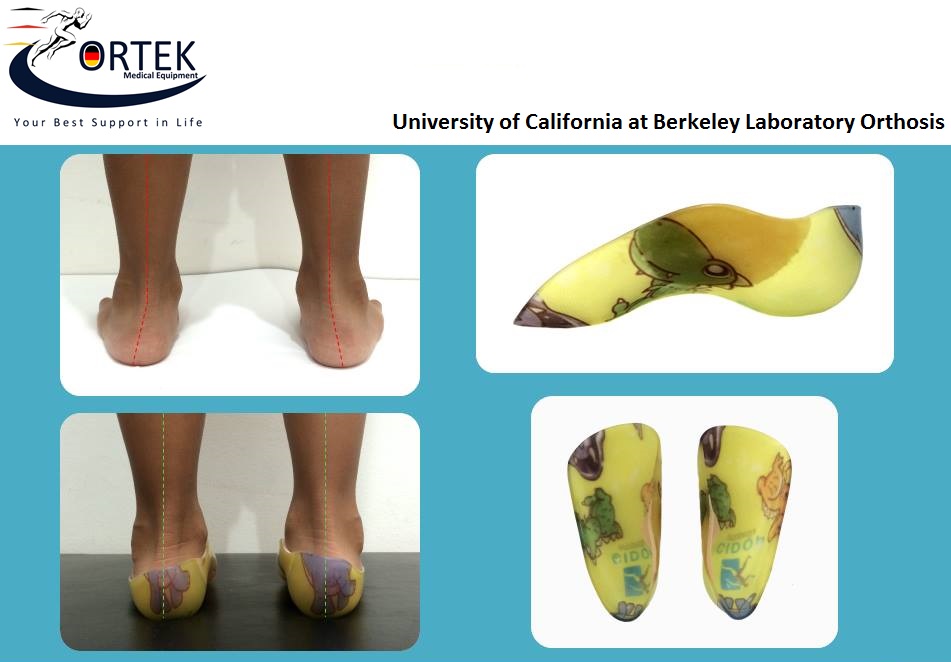 ORTEK
Medical Equipment
Your Best Support in Life
University of California at Berkeley Laboratory Orthosis